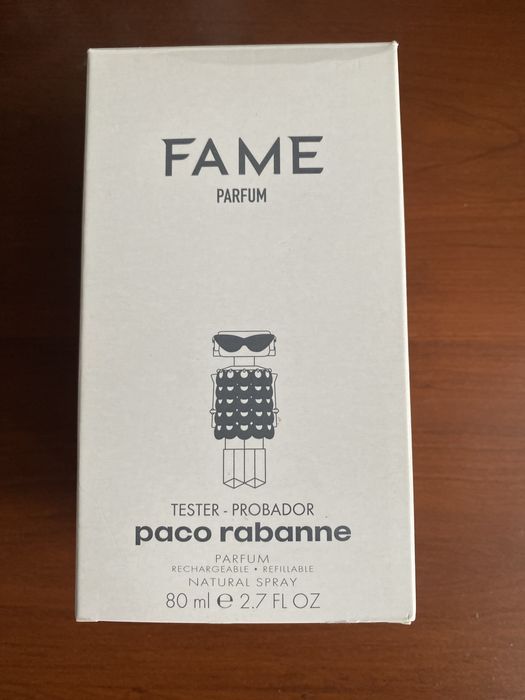 FAME
PARFUM
TESTER - PROBADOR
paco rabanne
PARFUM
RECHARGEABLE • REFILLABLE
NATURAL SPRAY
80 ml ℮ 2.7 FL OZ